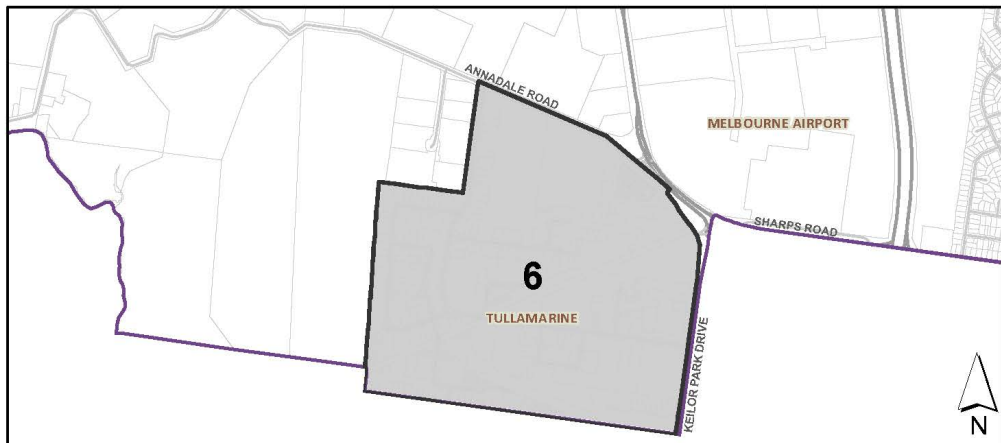 ANNADALE ROAD
MELBOURNE AIRPORT
SHARPS ROAD
6
TULLAMARINE
KEILOR PARK DRIVE
N